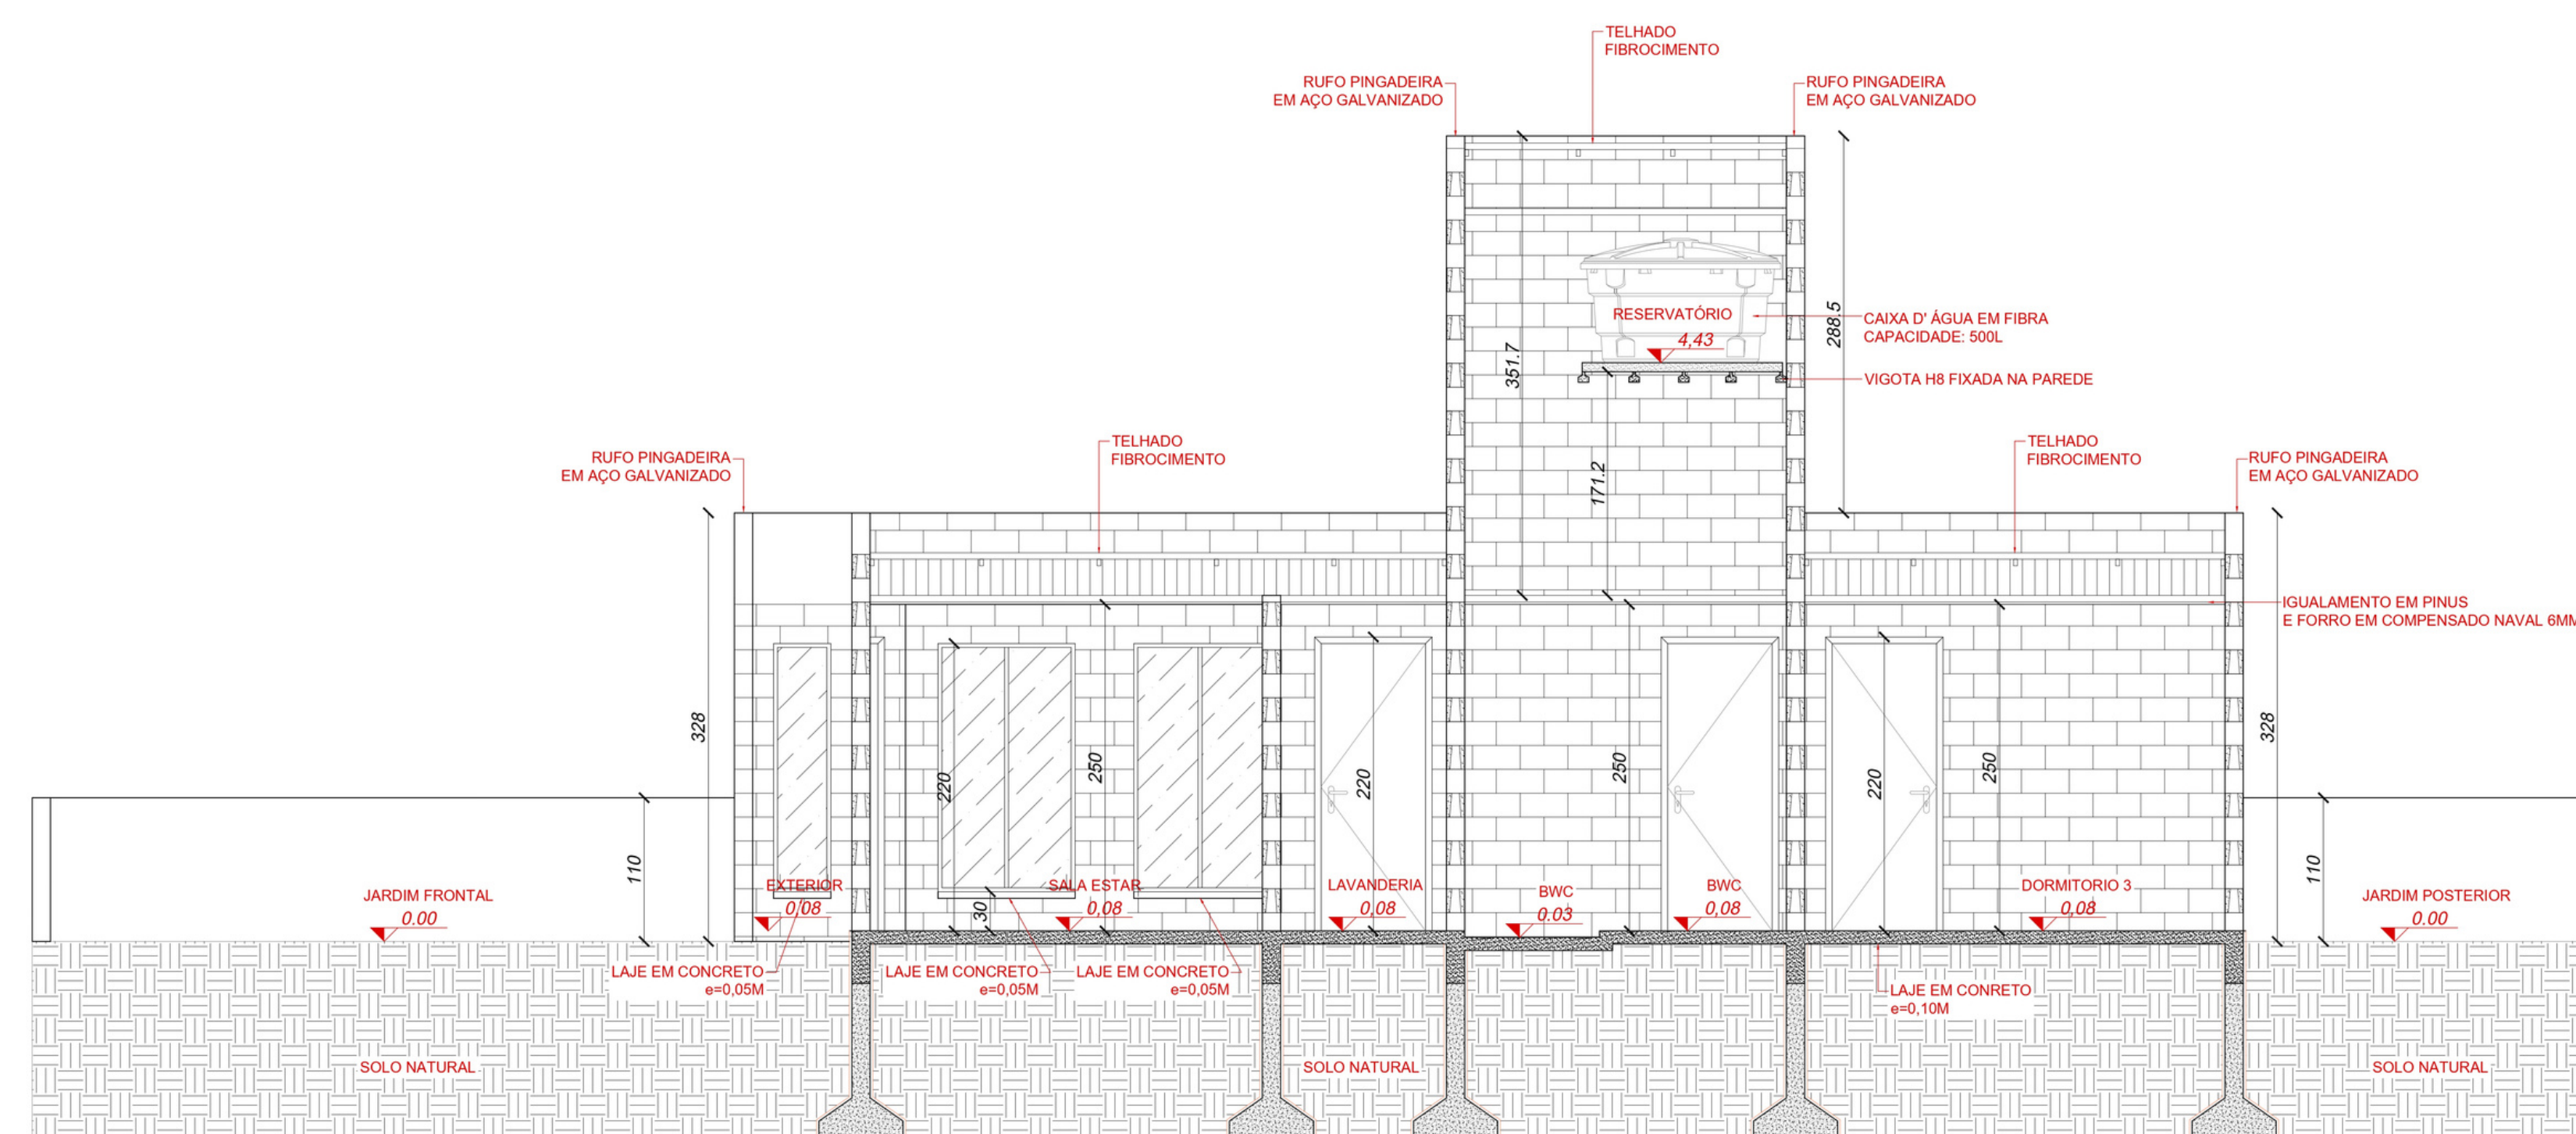 TELHADO
FIBROCIMENTO
RUFO PINGADEIRA
EM AÇO GALVANIZADO
RUFO PINGADEIRA
EM AÇO GALVANIZADO
RESERVATÓRIO
4,43
351.7
288.5
CAIXA D' ÁGUA EM FIBRA
CAPACIDADE: 500L
VIGOTA H8 FIXADA NA PAREDE
171.2
RUFO PINGADEIRA
EM AÇO GALVANIZADO
TELHADO
FIBROCIMENTO
TELHADO
FIBROCIMENTO
RUFO PINGADEIRA
EM AÇO GALVANIZADO
IGUALAMENTO EM PINUS
E FORRO EM COMPENSADO NAVAL 6MM
328
220
250
220
250
220
250
328
110
30
110
JARDIM FRONTAL
0.00
EXTERIOR
0,08
SALA ESTAR
0,08
LAVANDERIA
0,08
BWC
0.03
BWC
0,08
DORMITORIO 3
0,08
JARDIM POSTERIOR
0.00
LAJE EM CONCRETO
e=0,05M
LAJE EM CONCRETO
e=0,05M
LAJE EM CONCRETO
e=0,05M
LAJE EM CONRETO
e=0,10M
SOLO NATURAL
SOLO NATURAL
SOLO NATURAL